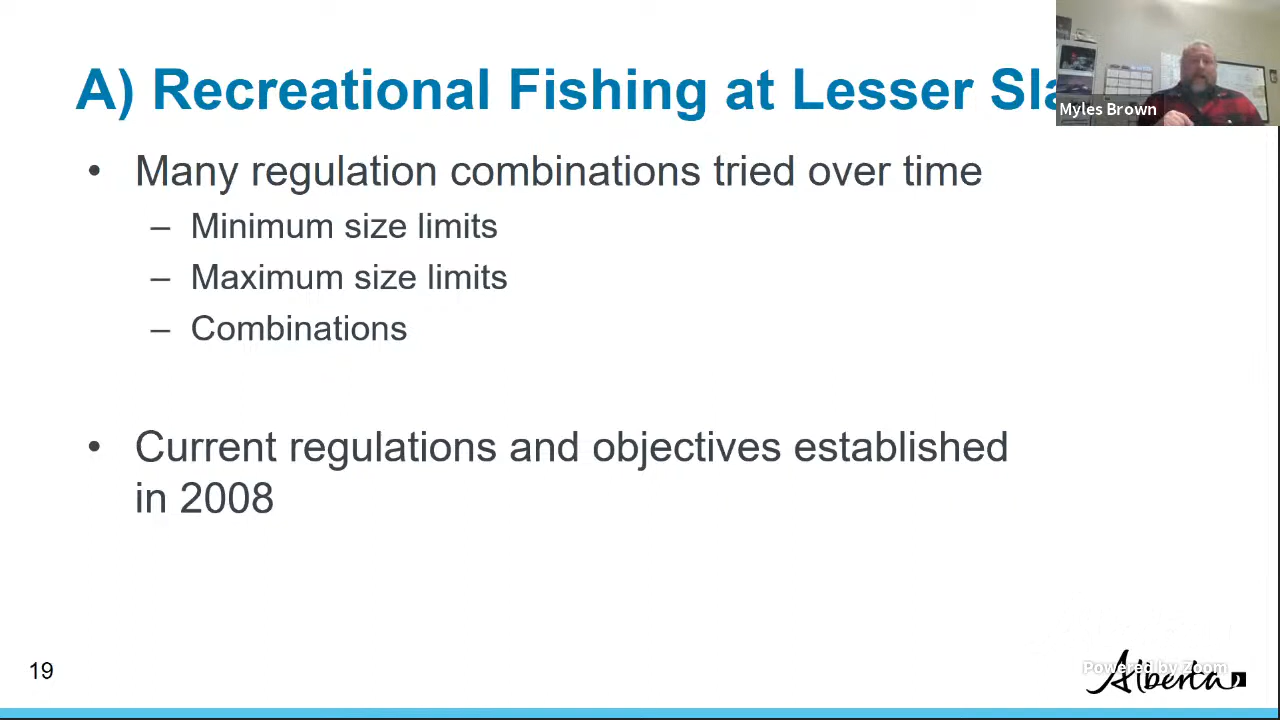 A) Recreational Fishing at Lesser Sla
Myles Brown
• Many regulation combinations tried over time
– Minimum size limits
– Maximum size limits
– Combinations
• Current regulations and objectives established
in 2008
19
Powered by Zoom
Alberta